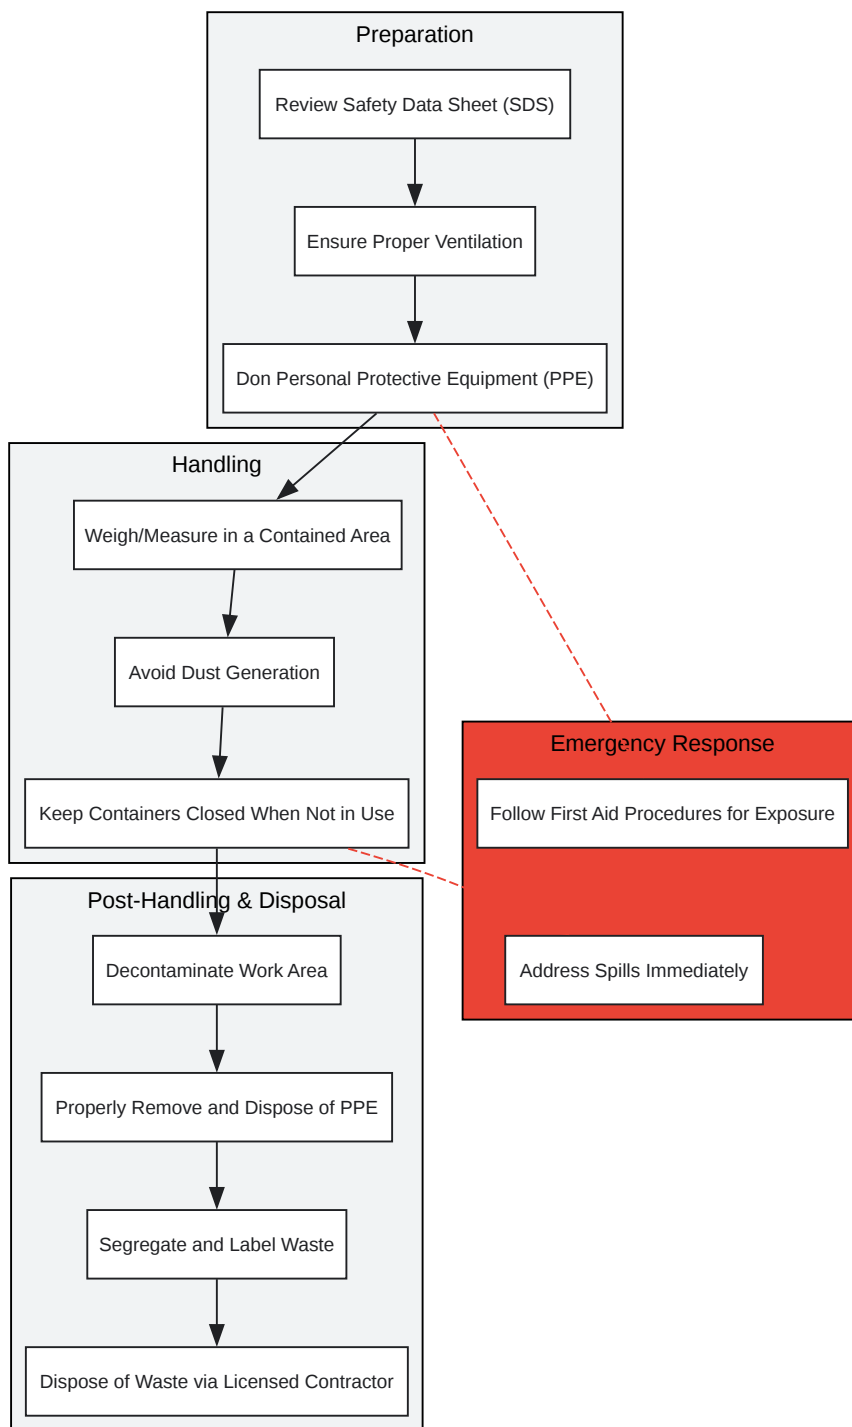 Preparation
Review Safety Data Sheet (SDS)
Ensure Proper Ventilation
Don Personal Protective Equipment (PPE)
Handling
Weigh/Measure in a Contained Area
Avoid Dust Generation
Keep Containers Closed When Not in Use
Emergency Response
Follow First Aid Procedures for Exposure
Address Spills Immediately
Post-Handling & Disposal
Decontaminate Work Area
Properly Remove and Dispose of PPE
Segregate and Label Waste
Dispose of Waste via Licensed Contractor